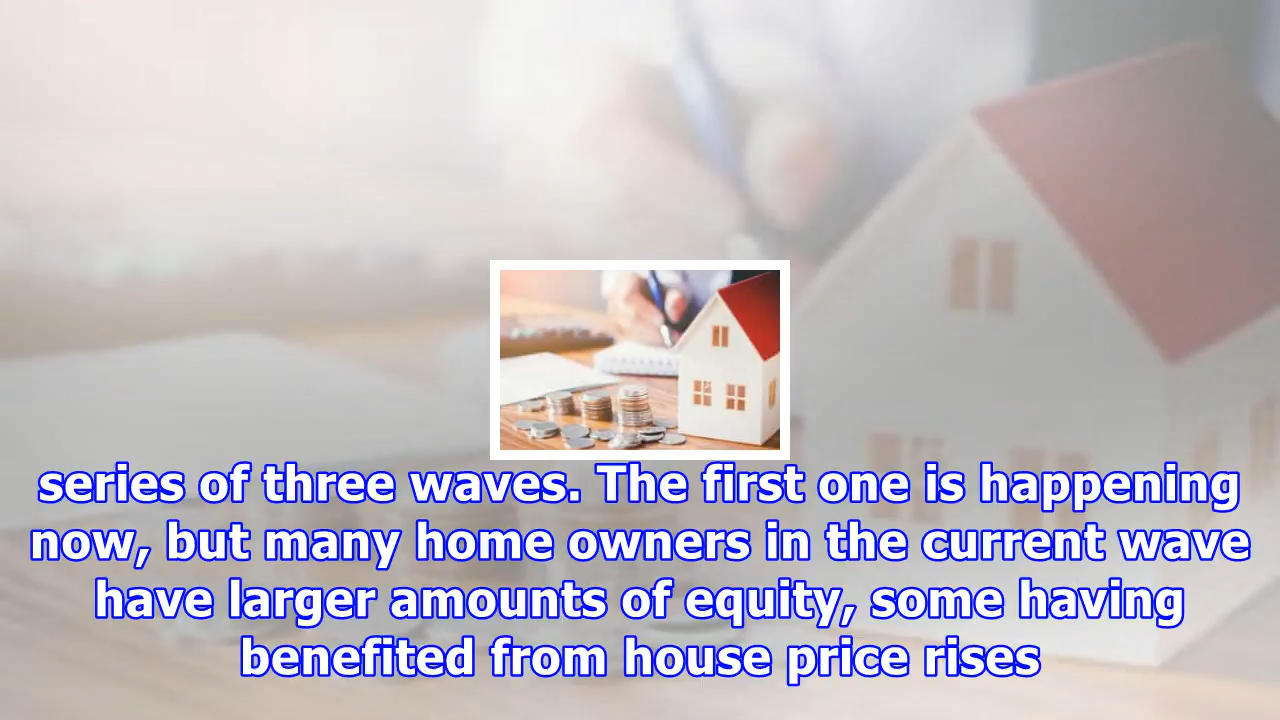 series of three waves. The first one is happening
now, but many home owners in the current wave
have larger amounts of equity, some having
benefited from house price rises